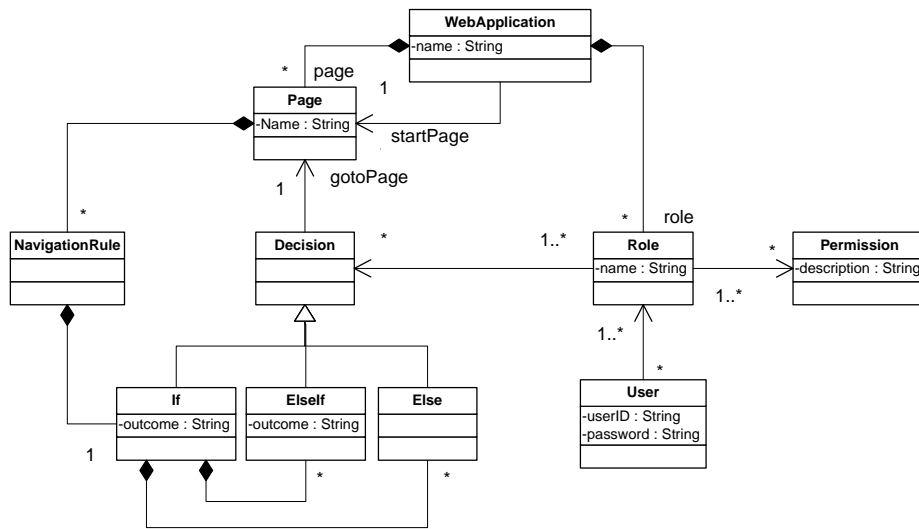 WebApplication
-name : String
* page
1
Page
-Name : String
startPage
gotoPage
1
*
* role
NavigationRule
Decision
*
1..*
Role
-name : String
*
1..*
Permission
-description : String
1..*
*
If
-outcome : String
ElseIf
-outcome : String
Else
User
-userID : String
-password : String
1
*
*